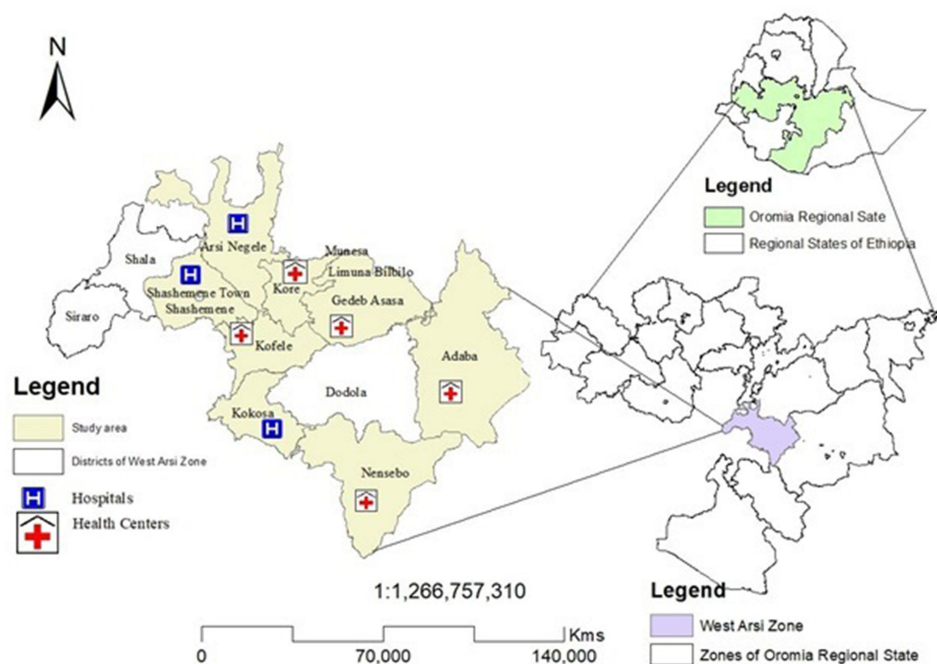 N
Legend
Oromia Regional Sate
Regional States of Ethiopia
H
Arsi Negele
Munesa
Shala
Limuna Bilbilo
H
Kore
Shashemene Town
Gedeb Asasa
Shashemene
Siraro
Kofele
Adaba
Dodola
Kokosa
H
Nensebo
Legend
Study area
Districts of West Arsi Zone
H Hospitals
Health Centers
1:1,266,757,310
Kms
0 70,000 140,000
Legend
West Arsi Zone
Zones of Oromia Regional State